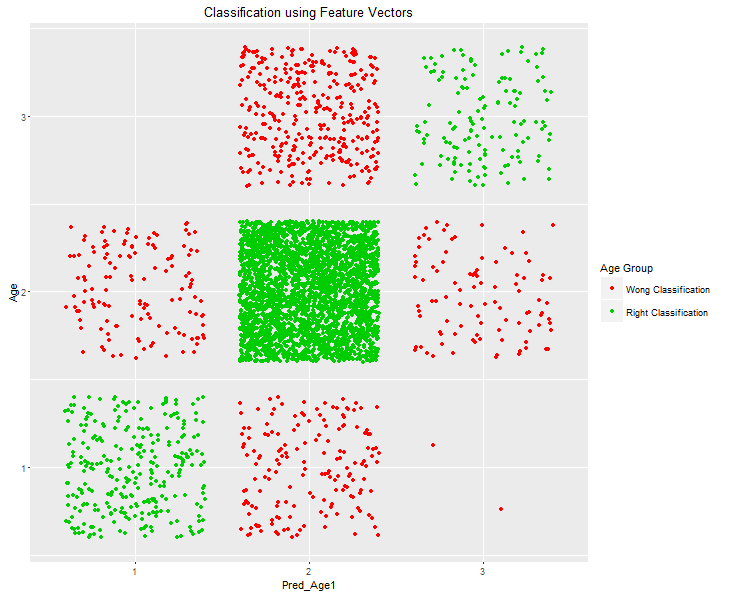 Classification using Feature Vectors
3
2
1
Age
1
2
3
Pred_Age1
Age Group
Wong Classification
Right Classification